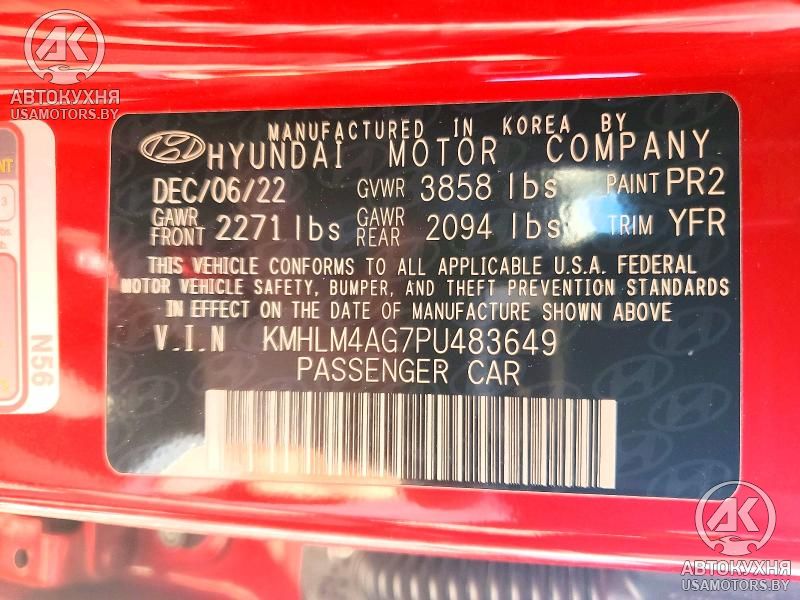 AK
АВТОКУХНЯ
USAMOTORS.BY
MANUFACTURED IN KOREA BY
HYUNDAI MOTOR COMPANY
DEC/06/22 GVWR 3858 lbs PAINT PR2
GAWR FRONT 2271 lbs GAWR REAR 2094 lbs TRIM YFR
THIS VEHICLE CONFORMS TO ALL APPLICABLE U.S.A. FEDERAL
MOTOR VEHICLE SAFETY, BUMPER, AND THEFT PREVENTION STANDARDS
IN EFFECT ON THE DATE OF MANUFACTURE SHOWN ABOVE
V.I.N KMHLM4AG7PU483649
PASSENGER CAR
N56
AK
АВТОКУХНЯ
USAMOTORS.BY